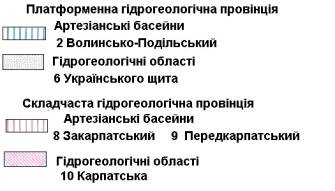 Платформенна гідрогеологічна провінція
Артезіанські басейни
2 Волинсько-Подільський
Гідрогеологічні області
6 Українського щита
Складчаста гідрогеологічна провінція
Артезіанські басейни
8 Закарпатський 9 Передкарпатський
Гідрогеологічні області
10 Карпатська